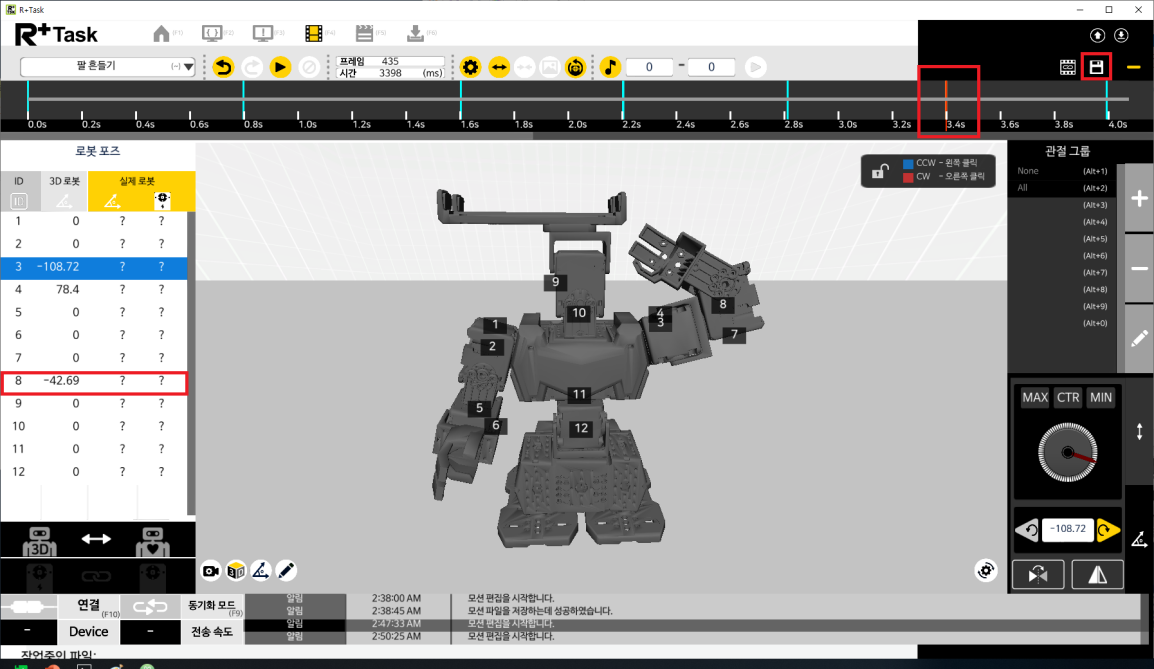 R+Task
R+Task
(F1)
(F2)
(F3)
(F4)
(F5)
(F6)
팔 흔들기 (~)
프레임 435
시간 3398 (ms)
0 - 0
0.0s 0.2s 0.4s 0.6s 0.8s 1.0s 1.2s 1.4s 1.6s 1.8s 2.0s 2.2s 2.4s 2.6s 2.8s 3.0s 3.2s 3.4s 3.6s 3.8s 4.0s
로봇 포즈
ID 3D 로봇 실제 로봇
ID
1 0 ? ?
2 0 ? ?
3 -108.72 ? ?
4 78.4 ? ?
5 0 ? ?
6 0 ? ?
7 0 ? ?
8 -42.69 ? ?
9 0 ? ?
10 0 ? ?
11 0 ? ?
12 0 ? ?
3D
CCW - 왼쪽 클릭
CW - 오른쪽 클릭
9
10
1
2
4
3
8
7
11
5
6
12
3D
관절 그룹
None (Alt+1)
All (Alt+2)
(Alt+3)
(Alt+4)
(Alt+5)
(Alt+6)
(Alt+7)
(Alt+8)
(Alt+9)
(Alt+0)
MAX CTR MIN
-108.72
연결 (F10)
동기화 모드 (F9)
- Device - 전송 속도
알림 2:38:00 AM 모션 편집을 시작합니다.
알림 2:38:45 AM 모션 파일을 저장하는데 성공하였습니다.
알림 2:47:33 AM 모션 편집을 시작합니다.
알림 2:50:25 AM 모션 편집을 시작합니다.
작업중인 파일: